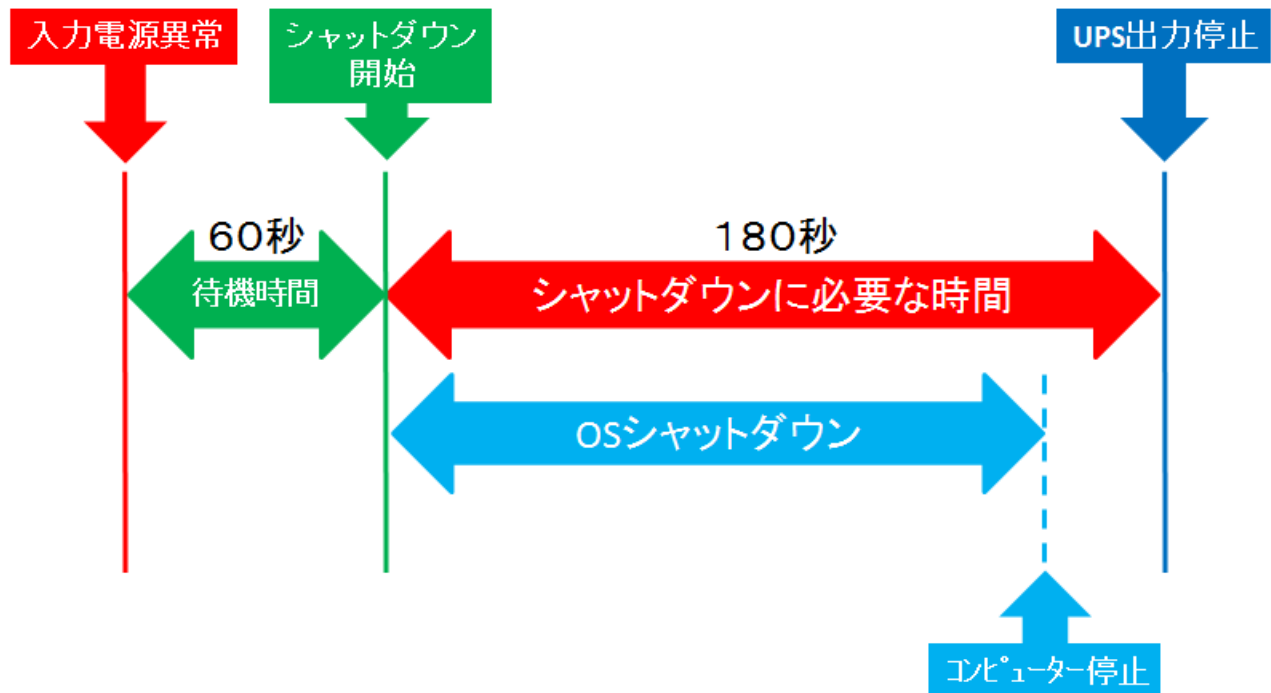 入力電源異常
シャットダウン
開始
UPS出力停止
60秒
180秒
待機時間
シャットダウンに必要な時間
OSシャットダウン
コンピューター停止